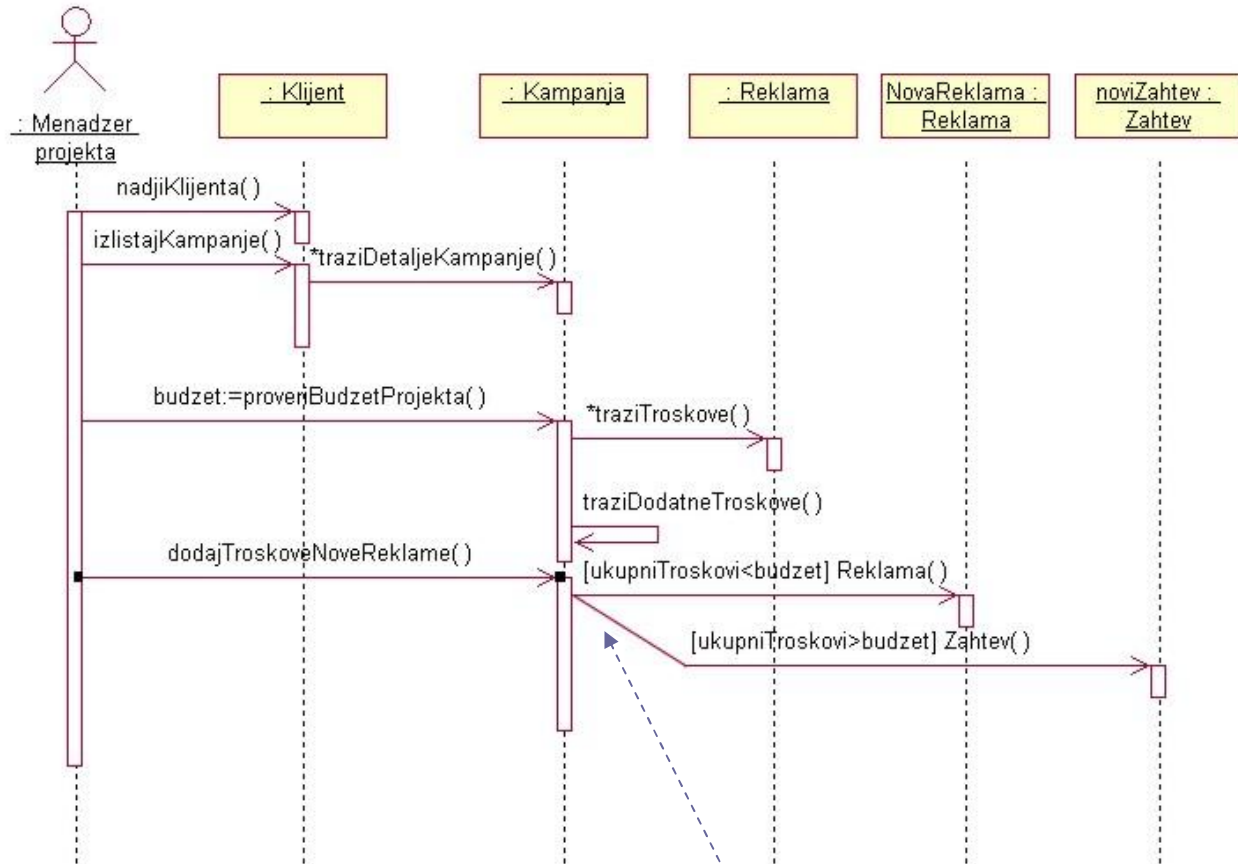 : Klijent
: Kampanja
: Reklama
NovaReklama :
Reklama
noviZahtev :
Zahtev
: Menadzer
projekta
nadjiKlijenta( )
izlistajKampanje( )
*traziDetaljeKampanje( )
budzet:=proveriBudzetProjekta( )
*traziTroskove( )
traziDodatneTroskove( )
dodajTroskoveNoveReklame( )
[ukupniTroskovi<budzet] Reklama( )
[ukupniTroskovi>budzet] Zahtev( )